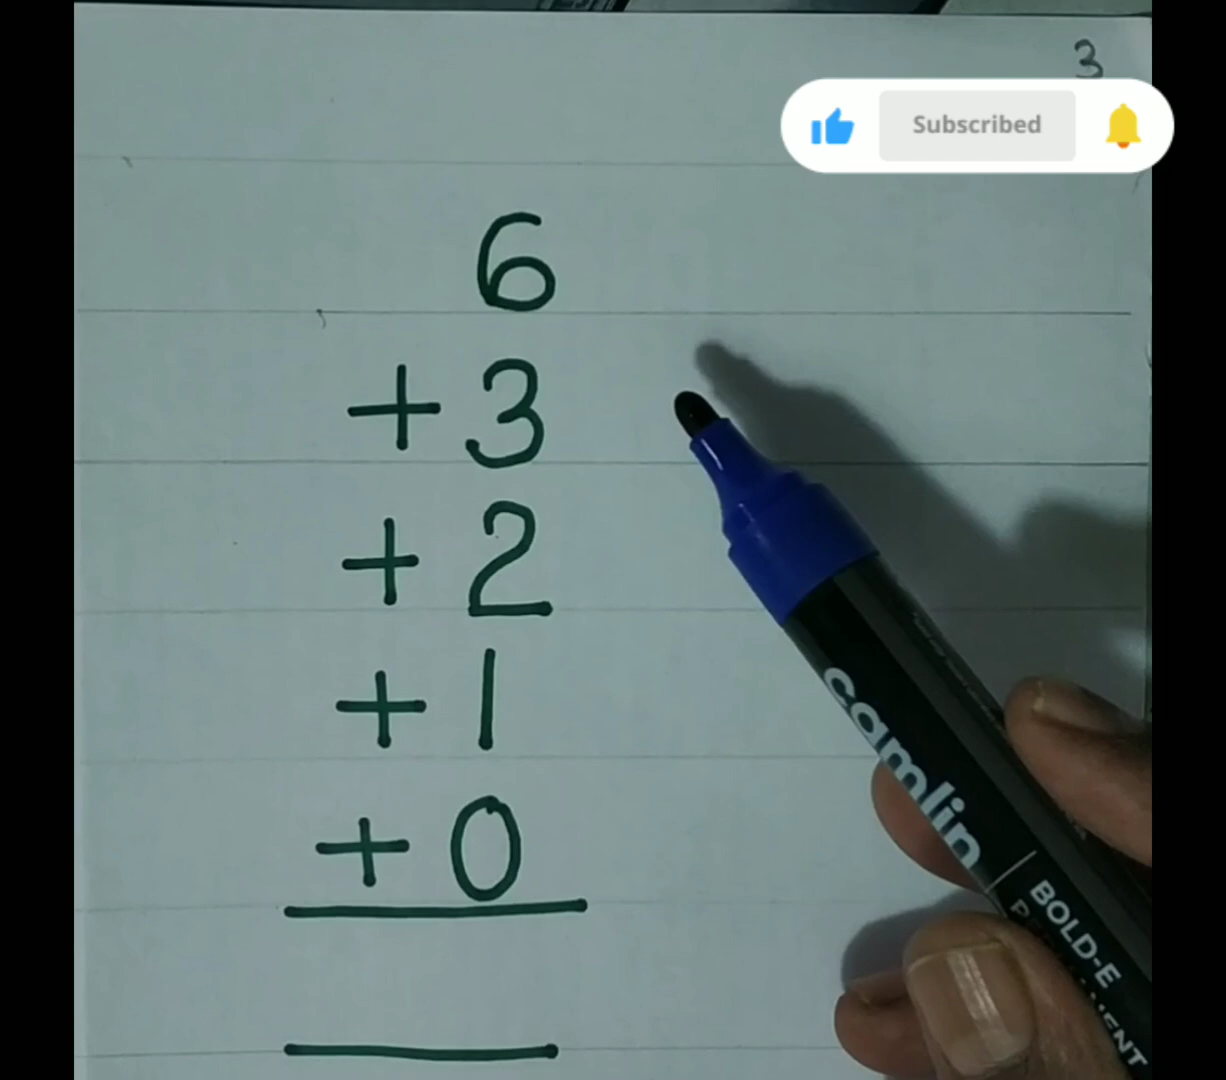 3
Subscribed
6
+ 3
+ 2
+ 1
+ 0
camlin
BOLD-E